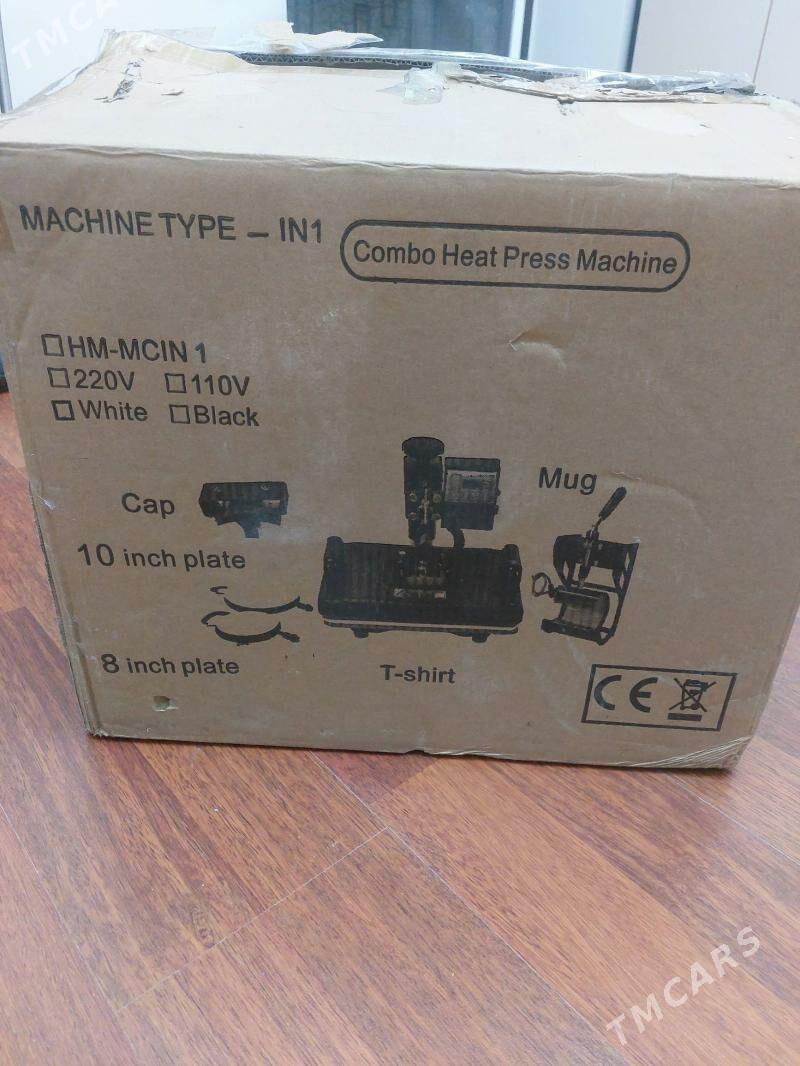 TMCARS
MACHINE TYPE – IN1
Combo Heat Press Machine
HM-MCIN 1
220V 110V
White Black
Cap
Mug
10 inch plate
8 inch plate
T-shirt
CE
TMCARS